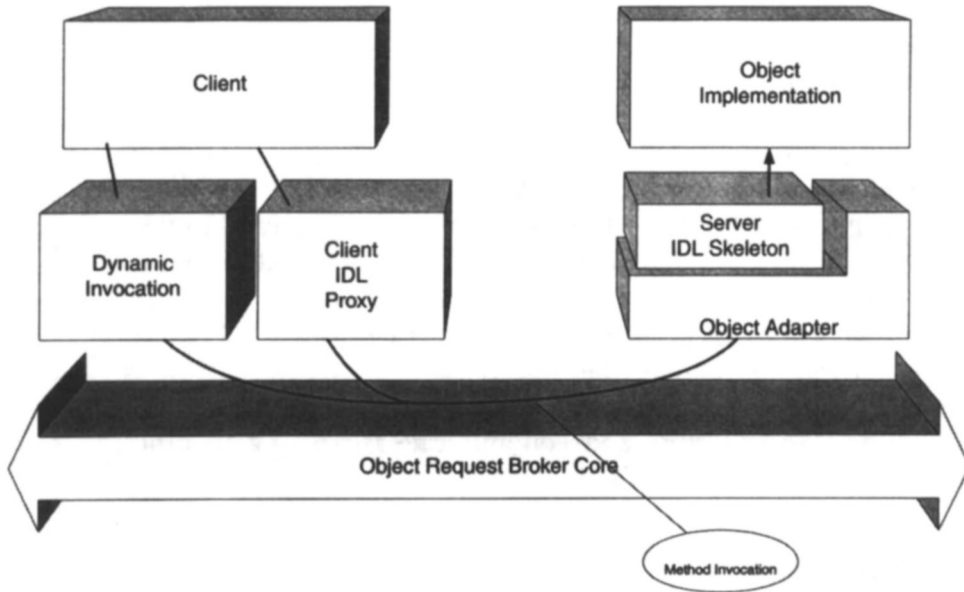 Client
Object
Implementation
Dynamic
Invocation
Client
IDL
Proxy
Server
IDL Skeleton
Object Adapter
Object Request Broker Core
Method Invocation